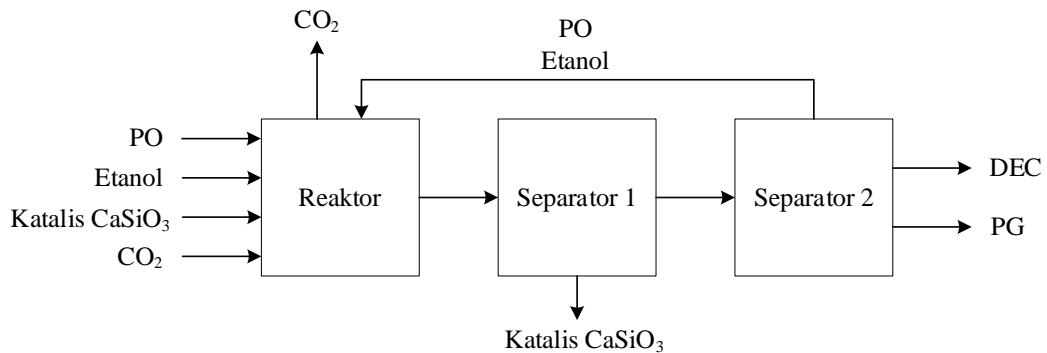 CO₂
PO
Etanol
PO
Etanol
Katalis CaSiO₃
CO₂
Reaktor
Separator 1
Separator 2
DEC
PG
Katalis CaSiO₃